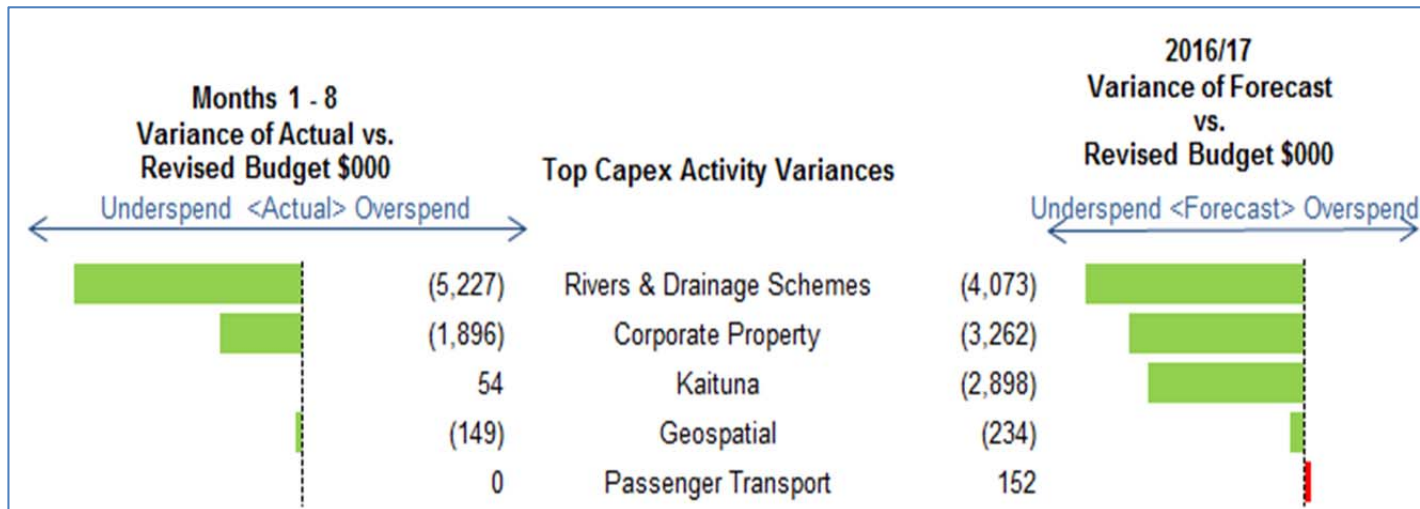 Months 1 - 8
Variance of Actual vs.
Revised Budget $000
Underspend <Actual> Overspend
Top Capex Activity Variances
2016/17
Variance of Forecast
vs.
Revised Budget $000
Underspend <Forecast> Overspend
(5,227) Rivers & Drainage Schemes (4,073)
(1,896) Corporate Property (3,262)
54 Kaituna (2,898)
(149) Geospatial (234)
0 Passenger Transport 152